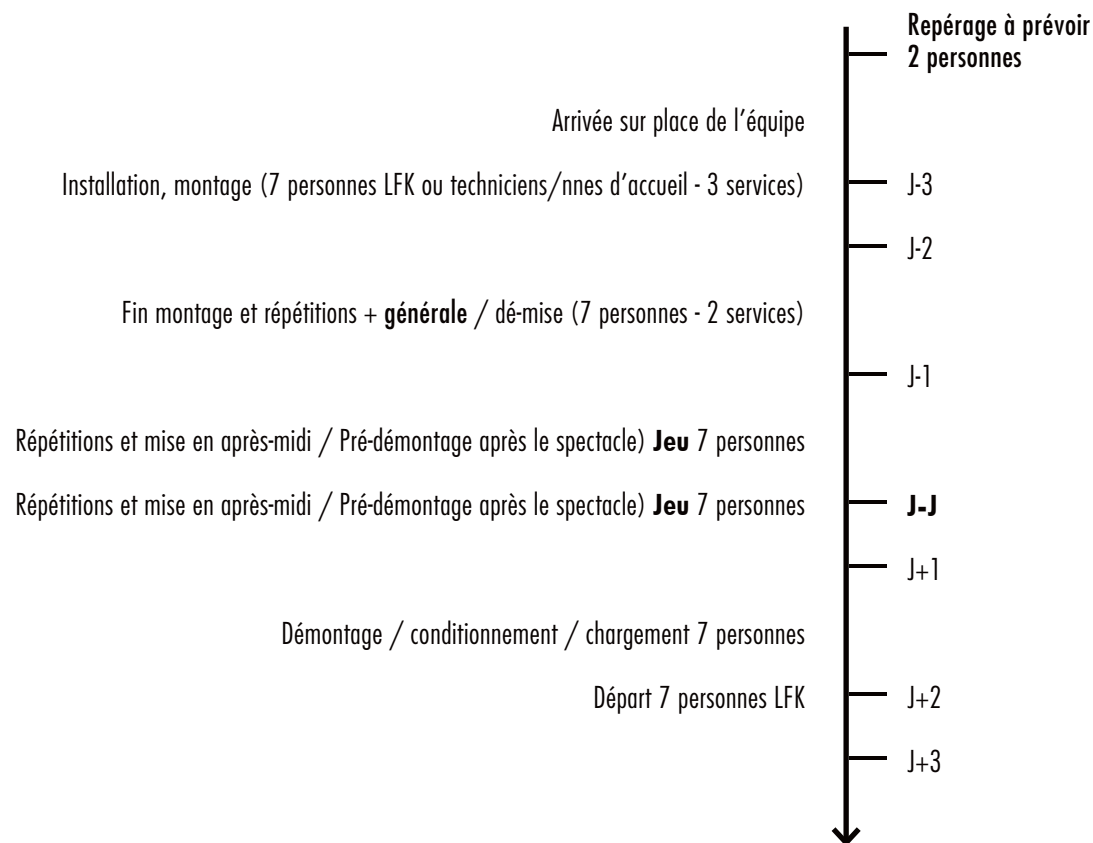 Repérage à prévoir
2 personnes
Arrivée sur place de l’équipe
Installation, montage (7 personnes LFK ou techniciens/nnes d’accueil - 3 services)
J-3
J-2
Fin montage et répétitions + générale / dé-mise (7 personnes - 2 services)
J-1
Répétitions et mise en après-midi / Pré-démontage après le spectacle) Jeu 7 personnes
Répétitions et mise en après-midi / Pré-démontage après le spectacle) Jeu 7 personnes
J-J
J+1
Démontage / conditionnement / chargement 7 personnes
Départ 7 personnes LFK
J+2
J+3